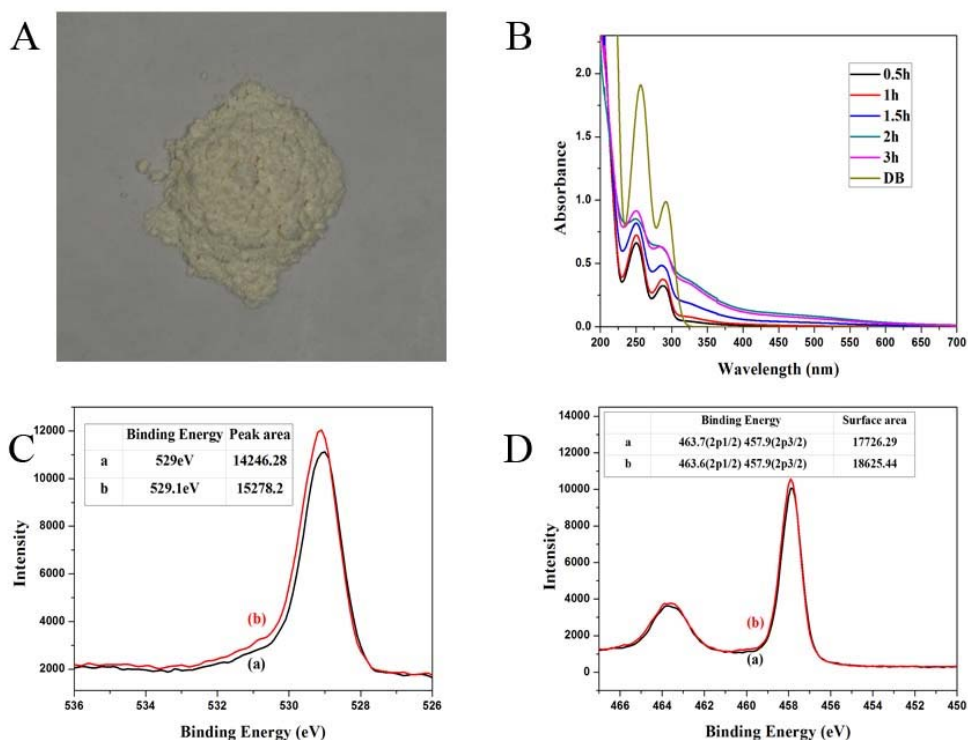 A
B
2.0
1.5
1.0
0.5
0.0
Absorbance
0.5h
1h
1.5h
2h
3h
DB
200 250 300 350 400 450 500 550 600 650 700
Wavelength (nm)
C
12000
10000
8000
6000
4000
2000
Intensity
Binding Energy Peak area
a 529eV 14246.28
b 529.1eV 15278.2
(b)
(a)
536 534 532 530 528 526
Binding Energy (eV)
D
14000
12000
10000
8000
6000
4000
2000
0
Intensity
Binding Energy Surface area
a 463.7(2p1/2) 457.9(2p3/2) 17726.29
b 463.6(2p1/2) 457.9(2p3/2) 18625.44
(b)
(a)
466 464 462 460 458 456 454 452 450
Binding Energy (eV)